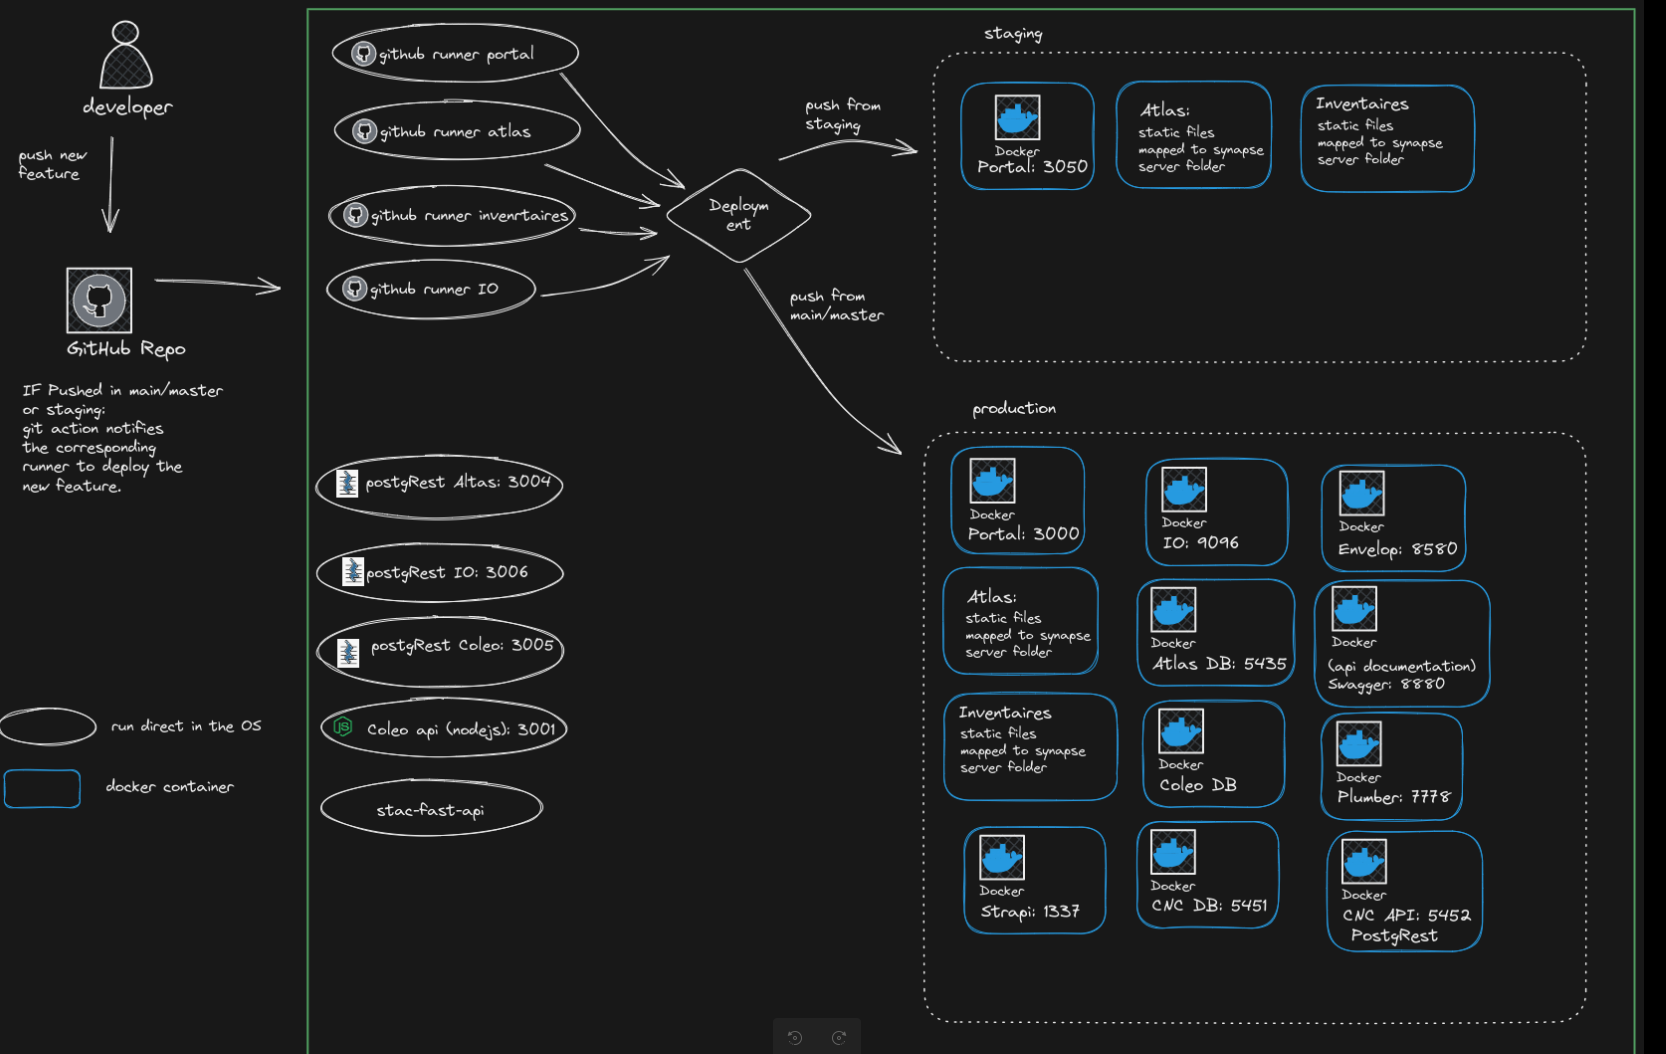 developer
push new
feature
GitHub Repo
IF Pushed in main/master
or staging:
git action notifies
the corresponding
runner to deploy the
new feature.
run direct in the OS
docker container
github runner portal
github runner atlas
github runner invenrtaires
github runner IO
Deploym
ent
push from
staging
push from
main/master
postgRest Altas: 3004
postgRest IO: 3006
postgRest Coleo: 3005
JS
Coleo api (nodejs): 3001
stac-fast-api
staging
Docker
Portal: 3050
Atlas:
static files
mapped to synapse
server folder
Inventaires
static files
mapped to synapse
server folder
production
Docker
Portal: 3000
Docker
IO: 9096
Docker
Envelop: 8580
Atlas:
static files
mapped to synapse
server folder
Docker
Atlas DB: 5435
Docker
(api documentation)
Swagger: 8880
Inventaires
static files
mapped to synapse
server folder
Docker
Coleo DB
Docker
Plumber: 7778
Docker
Strapi: 1337
Docker
CNC DB: 5451
Docker
CNC API: 5452
PostgRest